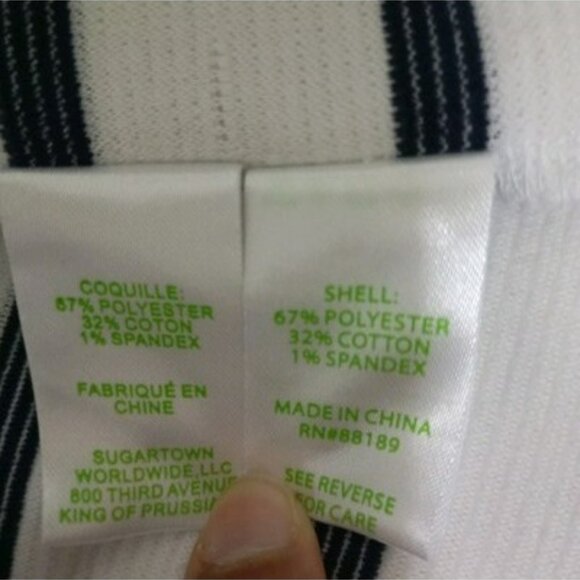 COQUILLE:
67% POLYESTER
32% COTON
1% SPANDEX
FABRIQUÉ EN
CHINE
SUGARTOWN
WORLDWIDE, LLC
800 THIRD AVENUE
KING OF PRUSSIA
SHELL:
67% POLYESTER
32% COTTON
1% SPANDEX
MADE IN CHINA
RN#88189
SEE REVERSE
FOR CARE